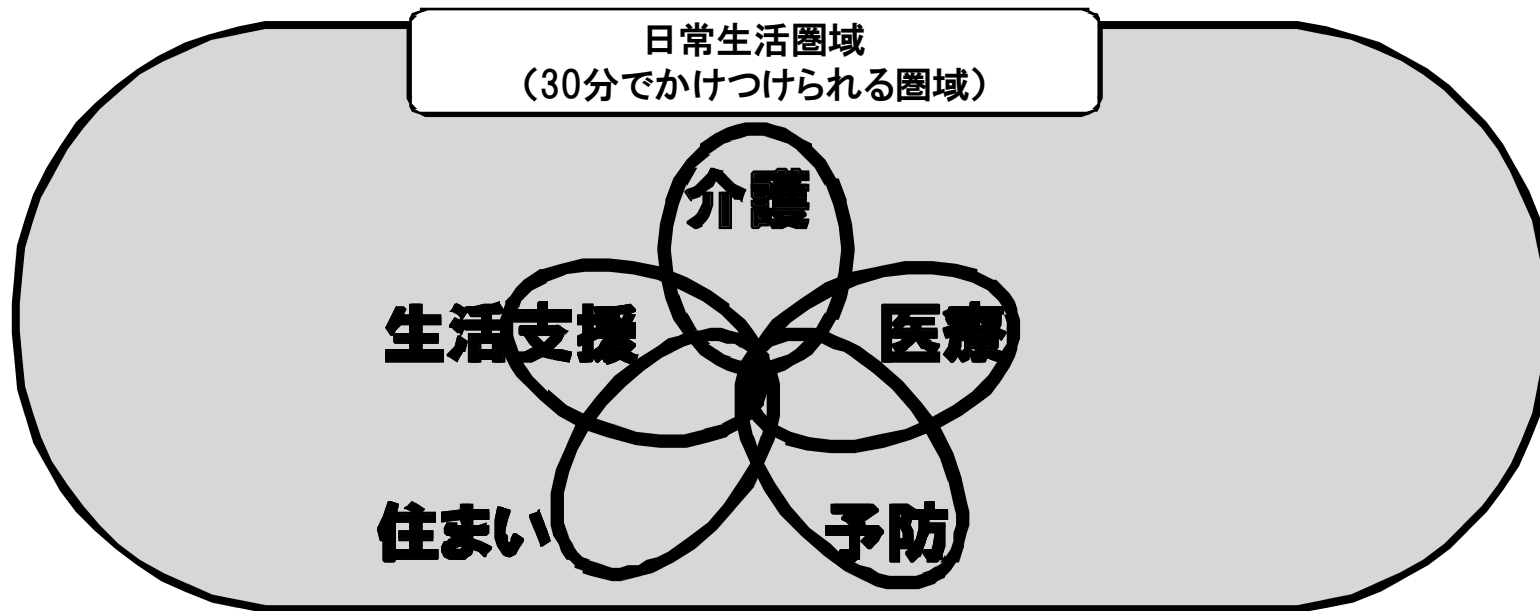 日常生活圏域
（30分でかけつけられる圏域）
介護
生活支援
医療
住まい
予防